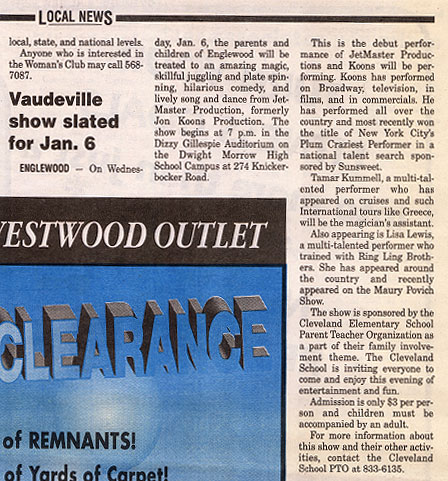 LOCAL NEWS
local, state, and national levels.
Anyone who is interested in
the Woman's Club may call 568-
7087.
Vaudeville
show slated
for Jan. 6
ENGLEWOOD — On Wednes-
day, Jan. 6, the parents and
children of Englewood will be
treated to an amazing magic,
skillful juggling and plate spin-
ning, hilarious comedy, and
lively song and dance from Jet-
Master Production, formerly
Jon Koons Production. The
show begins at 7 p.m. in the
Dizzy Gillespie Auditorium on
the Dwight Morrow High
School Campus at 274 Knicker-
bocker Road.
This is the debut perfor-
mance of JetMaster Produc-
tions and Koons will be per-
forming. Koons has performed
on Broadway, television, in
films, and in commercials. He
has performed all over the
country and most recently won
the title of New York City's
Plum Craziest Performer in a
national talent search spon-
sored by Sunsweet.
Tamar Kummell, a multi-tal-
ented performer who has
appeared on cruises and such
International tours like Greece,
will be the magician's assistant.
Also appearing is Lisa Lewis,
a multi-talented performer who
trained with Ring Ling Broth-
ers. She has appeared around
the country and recently
appeared on the Maury Povich
Show.
The show is sponsored by the
Cleveland Elementary School
Parent Teacher Organization as
a part of their family involve-
ment theme. The Cleveland
School is inviting everyone to
come and enjoy this evening of
entertainment and fun.
Admission is only $3 per per-
son and children must be
accompanied by an adult.
For more information about
this show and their other activ-
ities, contact the Cleveland
School PTO at 833-6135.
VESTWOOD OUTLET
CLEARANCE
of REMNANTS!
of Yards of Carpet!